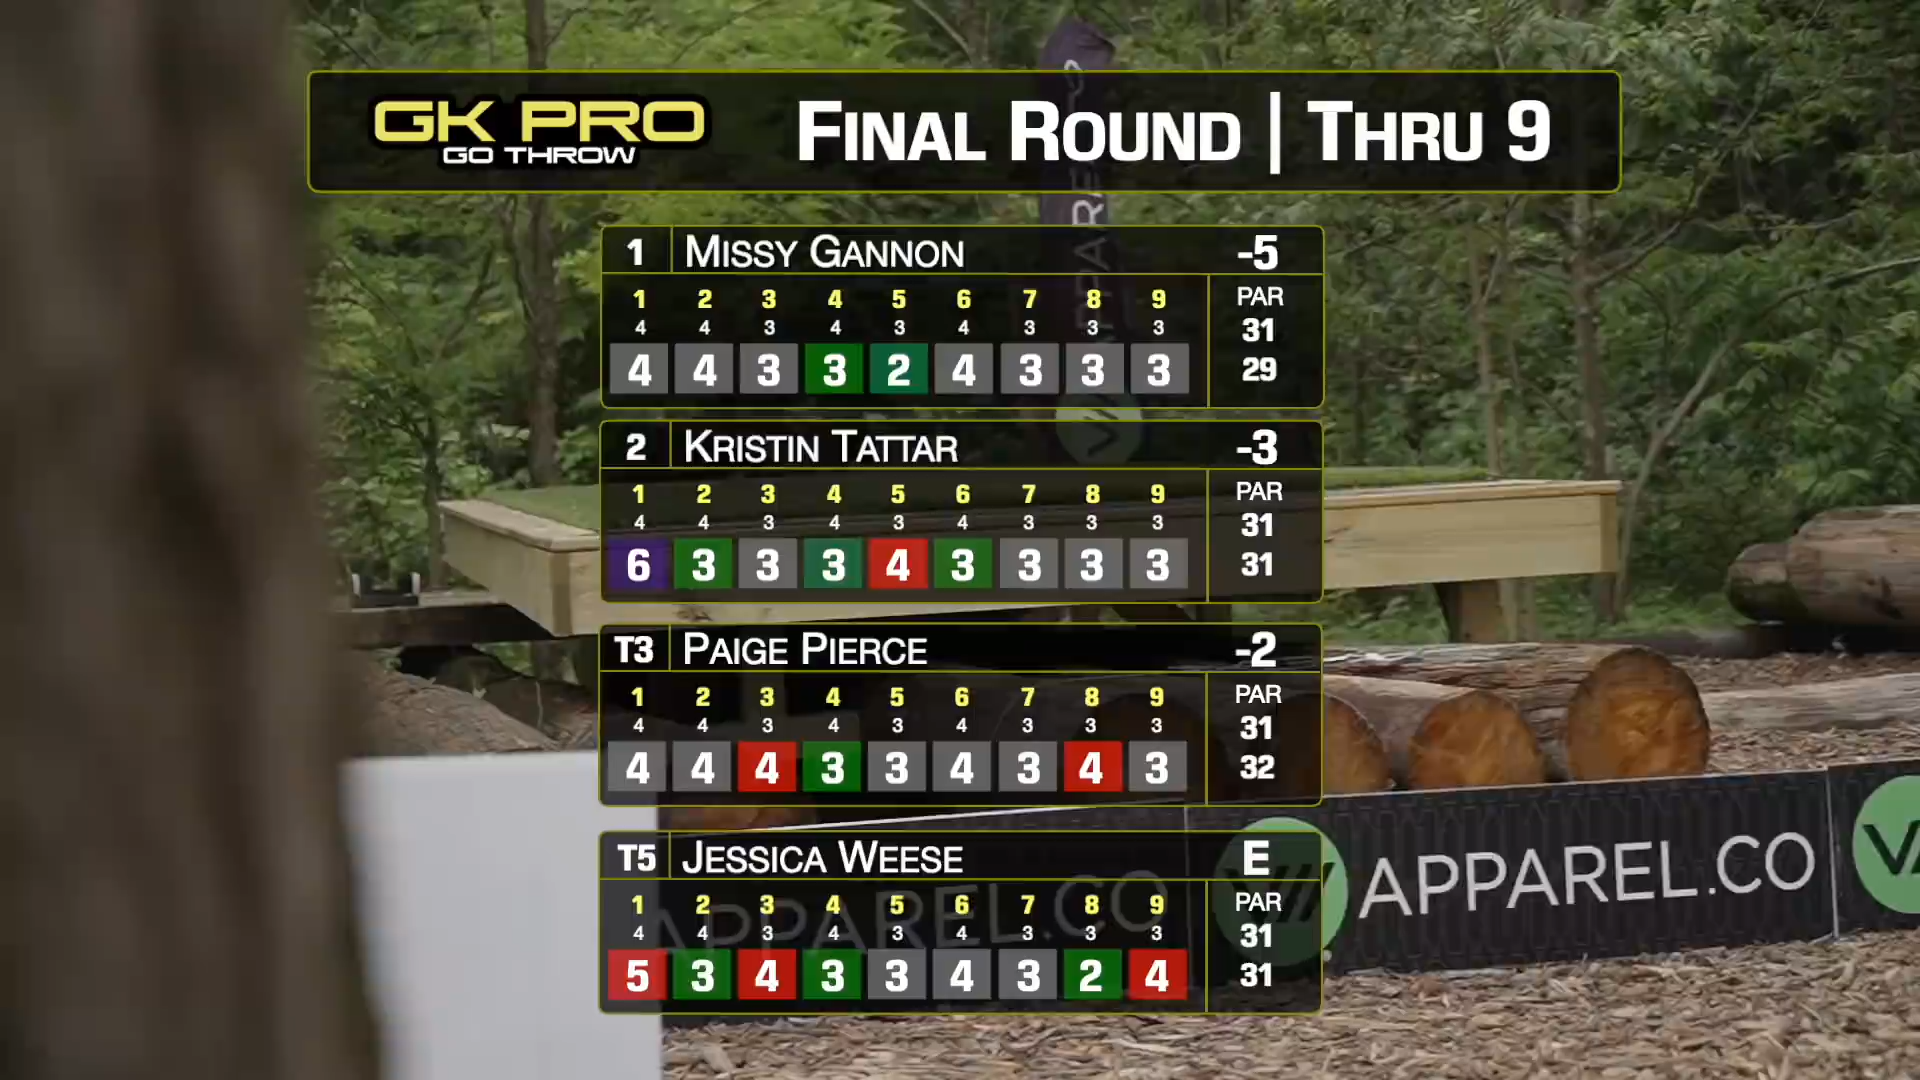 GK PRO
GO THROW
FINAL ROUND | THRU 9
1 MISSY GANNON -5
1 2 3 4 5 6 7 8 9 PAR
4 4 3 4 3 4 3 3 3 31
4 4 3 3 2 4 3 3 3 29
2 KRISTIN TATTAR -3
1 2 3 4 5 6 7 8 9 PAR
4 4 3 4 3 4 3 3 3 31
6 3 3 3 4 3 3 3 3 31
T3 PAIGE PIERCE -2
1 2 3 4 5 6 7 8 9 PAR
4 4 3 4 3 4 3 3 3 31
4 4 4 3 3 4 3 4 3 32
T5 JESSICA WEESE E
1 2 3 4 5 6 7 8 9 PAR
4 4 3 4 3 4 3 3 3 31
5 3 4 3 3 4 3 2 4 31
APPAREL.CO
APPAREL.CO